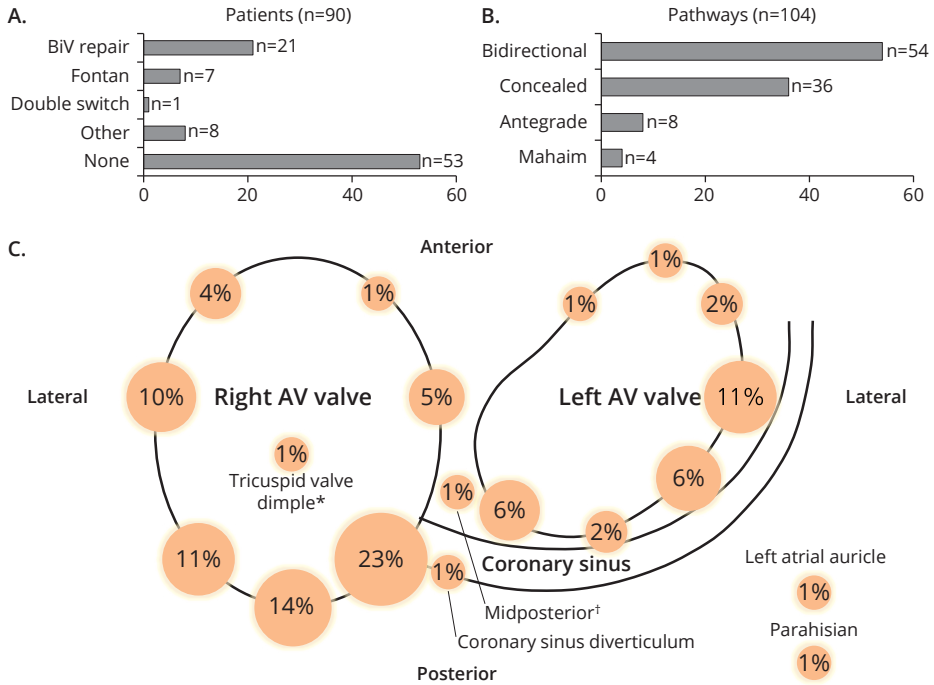 A.
Patients (n=90)
BiV repair n=21
Fontan n=7
Double switch n=1
Other n=8
None n=53
0 20 40 60
B.
Pathways (n=104)
Bidirectional n=54
Concealed n=36
Antegrade n=8
Mahaim n=4
0 20 40 60
C.
Anterior
1%
4% 1% 1% 2%
Lateral 10% Right AV valve 5% Left AV valve 11% Lateral
1%
Tricuspid valve
dimple*
1% 6% 6%
2%
11% 23% 1% Coronary sinus
14%
Midposterior†
Coronary sinus diverticulum
Posterior
Left atrial auricle
1%
Parahisian
1%